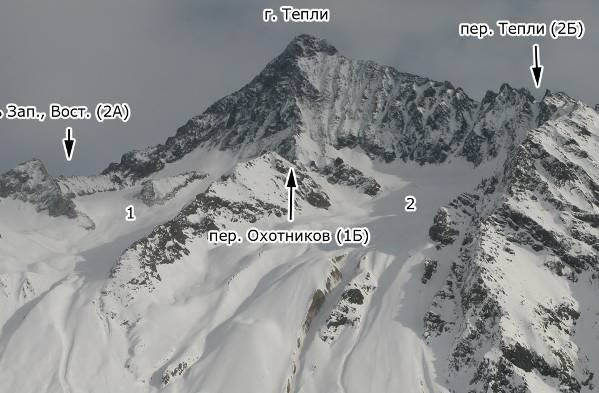 г. Тепли
пер. Тепли (2Б)
Зап., Вост. (2А)
1
2
пер. Охотников (1Б)